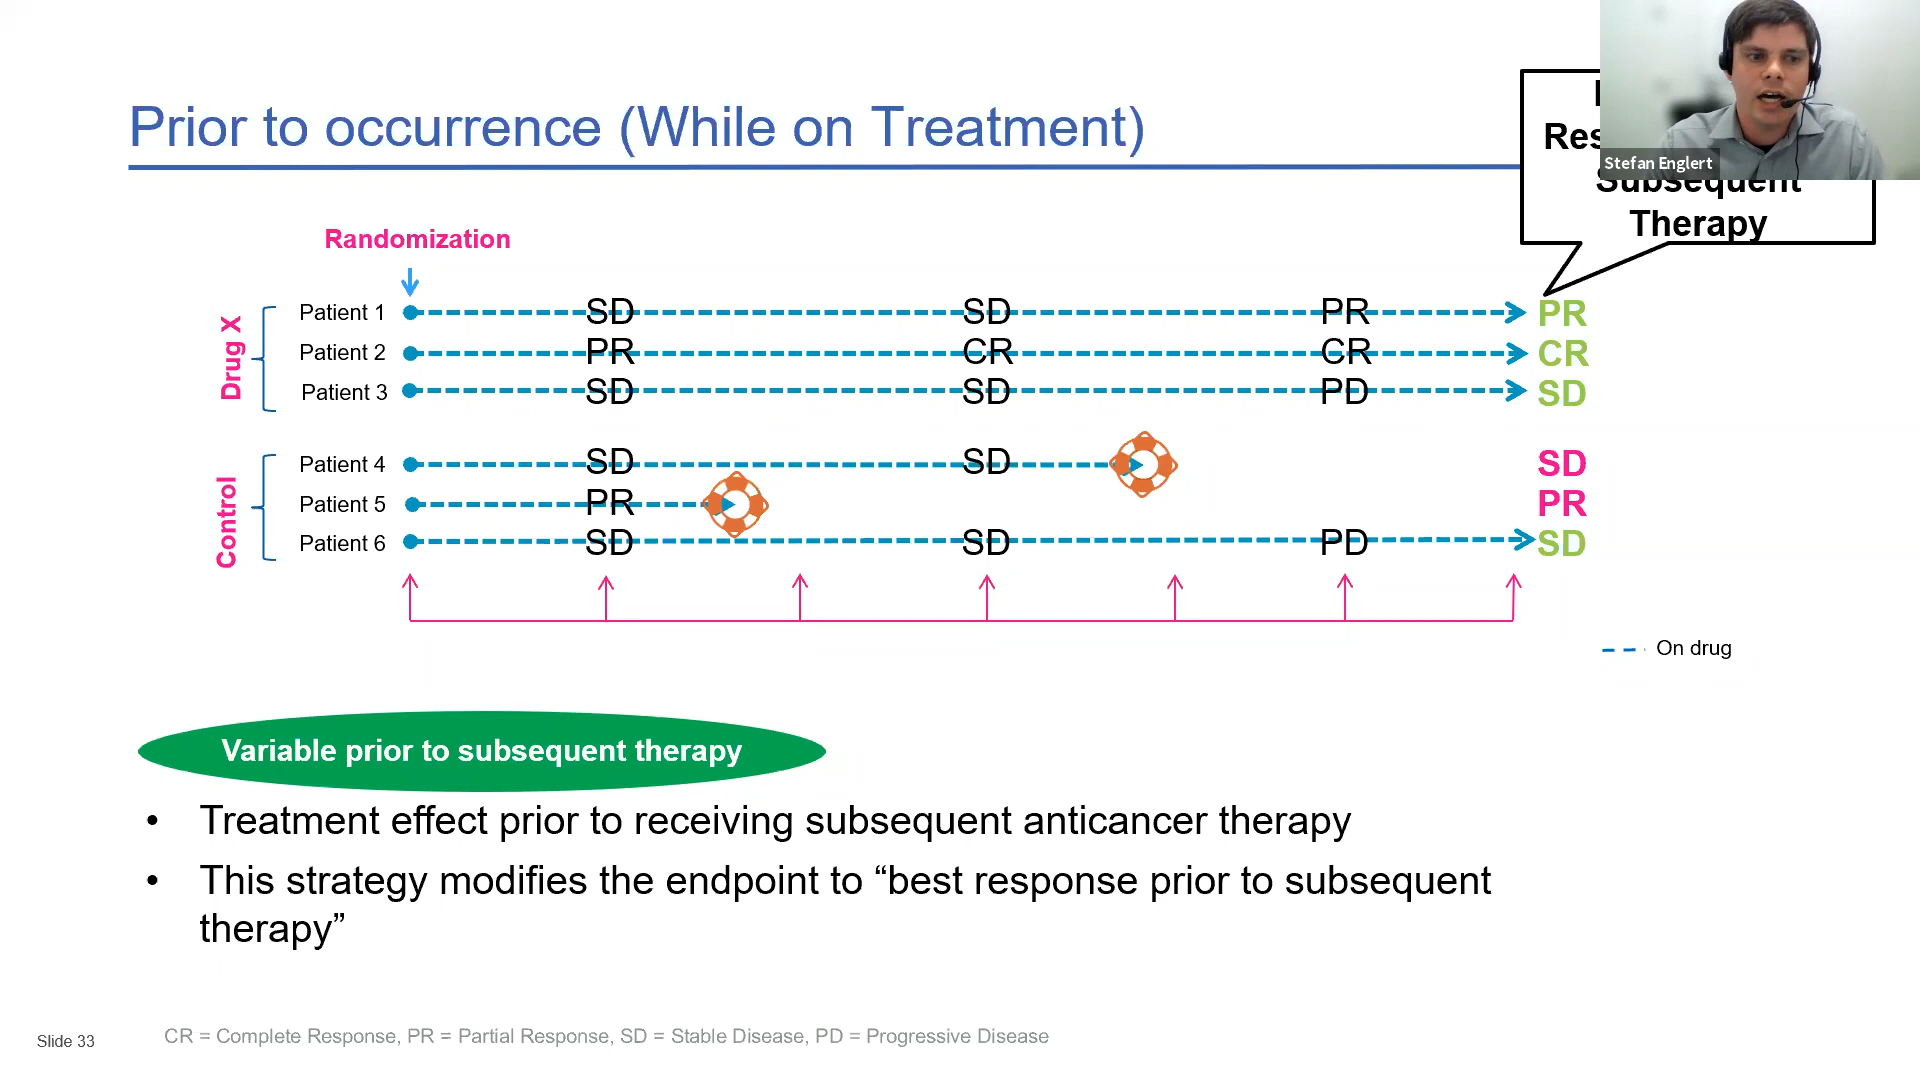 Prior to occurrence (While on Treatment)
Stefan Englert
Subsequent
Therapy
Randomization
Drug X
Patient 1 SD SD PR PR
Patient 2 PR CR CR CR
Patient 3 SD SD PD SD
Control
Patient 4 SD SD SD
Patient 5 PR PR
Patient 6 SD SD PD SD
On drug
Variable prior to subsequent therapy
• Treatment effect prior to receiving subsequent anticancer therapy
• This strategy modifies the endpoint to “best response prior to subsequent
therapy”
Slide 33
CR = Complete Response, PR = Partial Response, SD = Stable Disease, PD = Progressive Disease